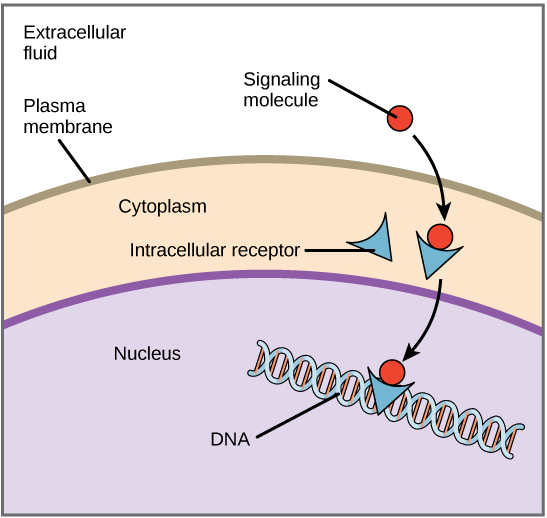 Extracellular
fluid
Signaling
molecule
Plasma
membrane
Cytoplasm
Intracellular receptor
Nucleus
DNA